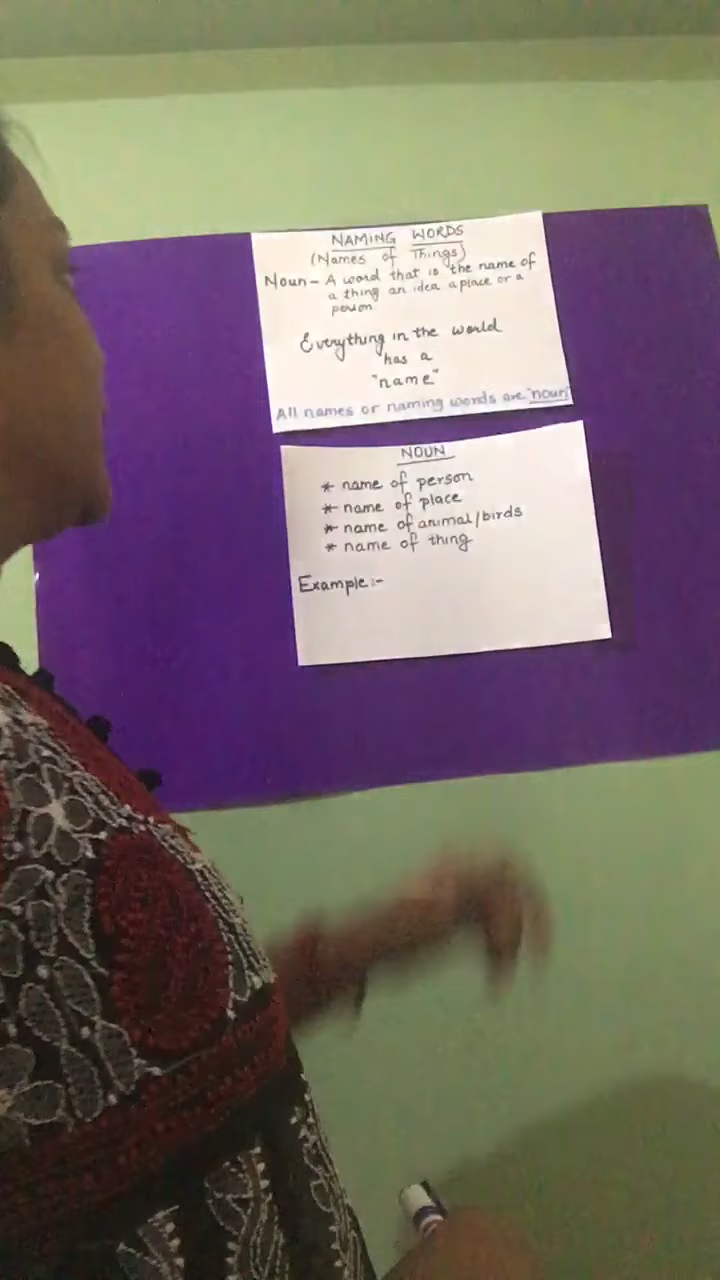 NAMING WORDS
(Names of Things)
Noun - A word that is the name of
a thing an idea a place or a
person
Everything in the world
has a
"name"
All names or naming words are "noun"
NOUN
* name of person
* name of place
* name of animal/birds
* name of thing
Example:-